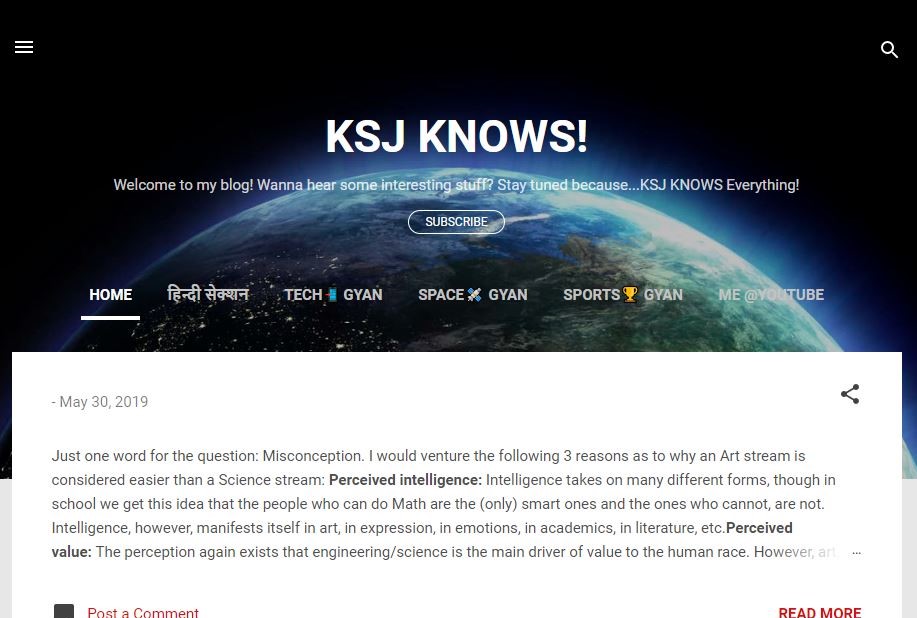 KSJ KNOWS!
Welcome to my blog! Wanna hear some interesting stuff? Stay tuned because...KSJ KNOWS Everything!
SUBSCRIBE
HOME हिन्दी सेक्शन TECH📲 GYAN SPACE🛰 GYAN SPORTS🏆 GYAN ME @YOUTUBE
- May 30, 2019
Just one word for the question: Misconception. I would venture the following 3 reasons as to why an Art stream is
considered easier than a Science stream: Perceived intelligence: Intelligence takes on many different forms, though in
school we get this idea that the people who can do Math are the (only) smart ones and the ones who cannot, are not.
Intelligence, however, manifests itself in art, in expression, in emotions, in academics, in literature, etc.Perceived
value: The perception again exists that engineering/science is the main driver of value to the human race. However, art ...
Post a Comment READ MORE